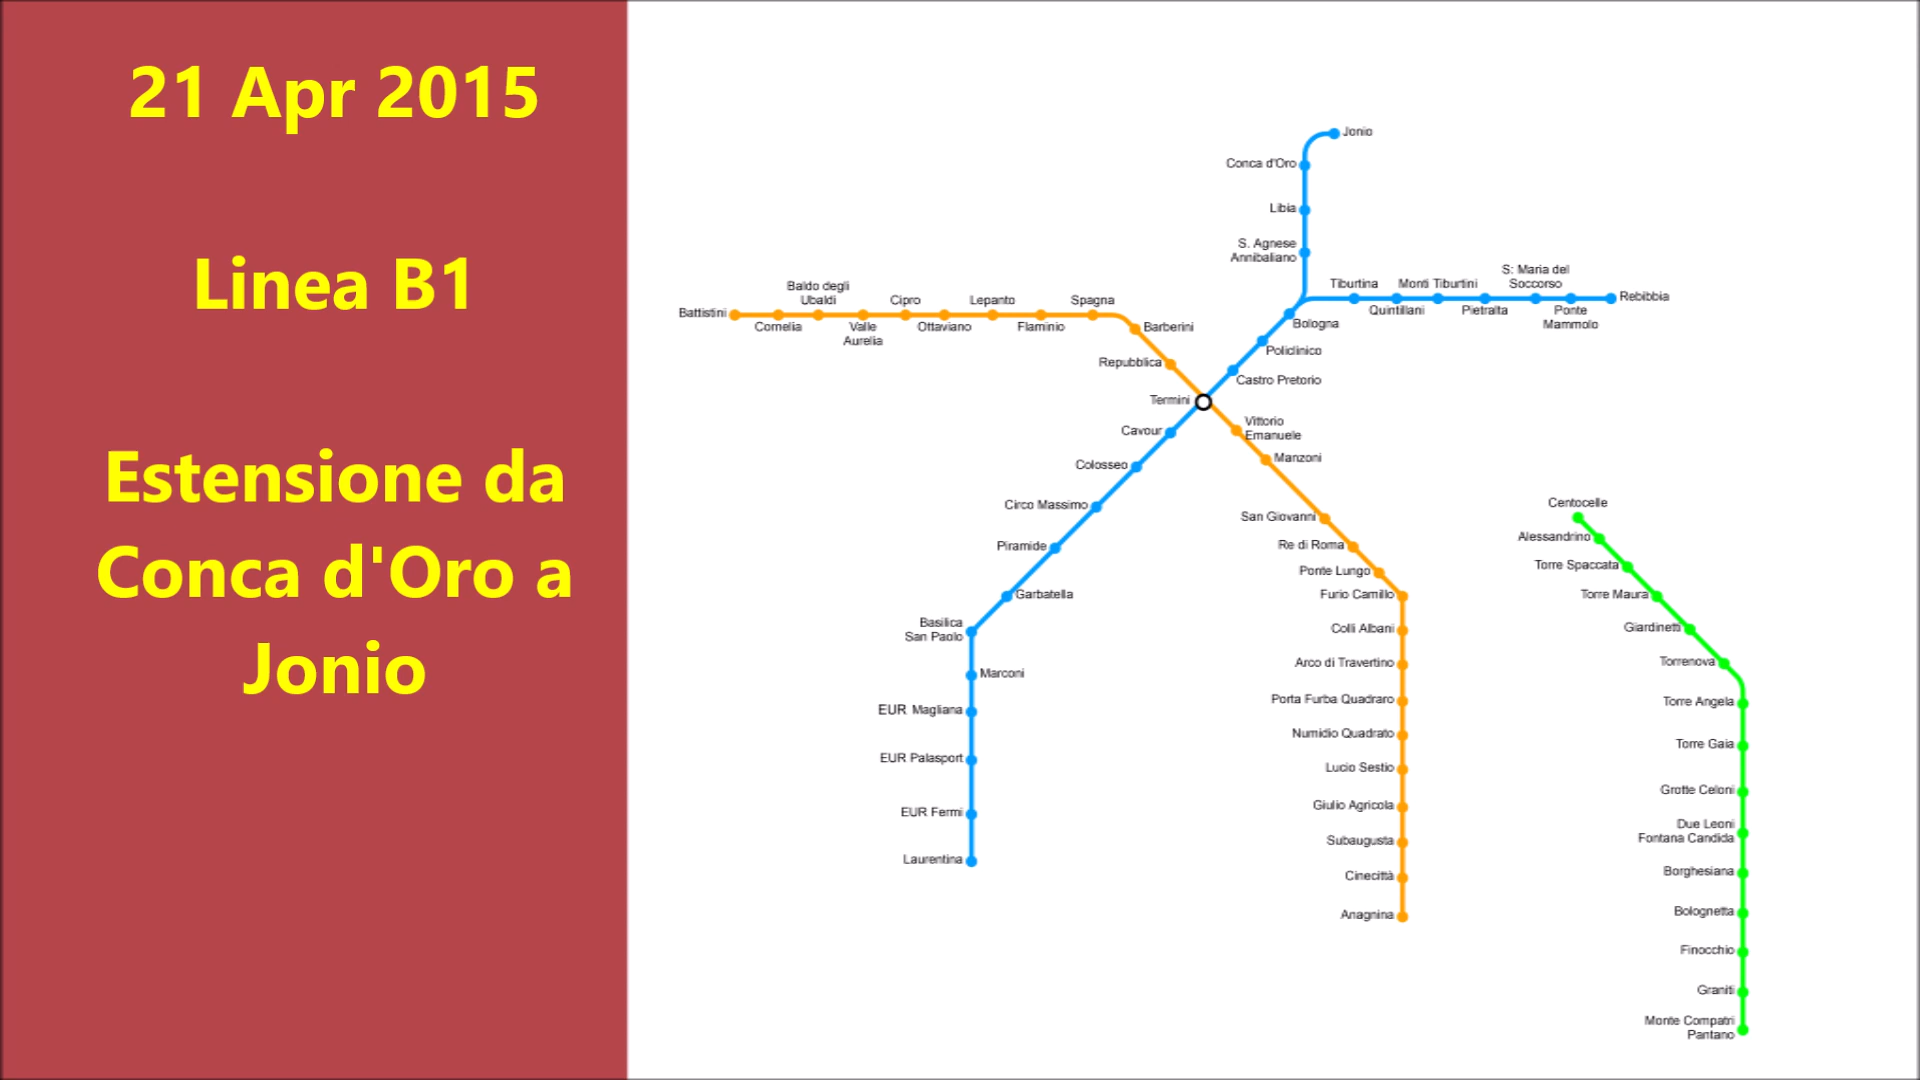 21 Apr 2015
Linea B1
Estensione da
Conca d'Oro a
Jonio
Jonio
Conca d'Oro
Libia
S. Agnese
Annibaliano
Tiburtina
Monti Tiburtini
S: Maria del
Soccorso
Rebibbia
Quintillani
Pietralta
Ponte
Mammolo
Bologna
Policlinico
Castro Pretorio
Battistini
Cornelia
Baldo degli
Ubaldi
Valle
Aurelia
Cipro
Ottaviano
Lepanto
Flaminio
Spagna
Barberini
Repubblica
Termini
Vittorio
Emanuele
Manzoni
San Giovanni
Re di Roma
Ponte Lungo
Furio Camillo
Colli Albani
Arco di Travertino
Porta Furba Quadraro
Numidio Quadrato
Lucio Sestio
Giulio Agricola
Subaugusta
Cinecittà
Anagnina
Cavour
Colosseo
Circo Massimo
Piramide
Garbatella
Basilica
San Paolo
Marconi
EUR Magliana
EUR Palasport
EUR Fermi
Laurentina
Centocelle
Alessandrino
Torre Spaccata
Torre Maura
Giardinetti
Torrenova
Torre Angela
Torre Gaia
Grotte Celoni
Due Leoni
Fontana Candida
Borghesiana
Bolognetta
Finocchio
Graniti
Monte Compatri
Pantano